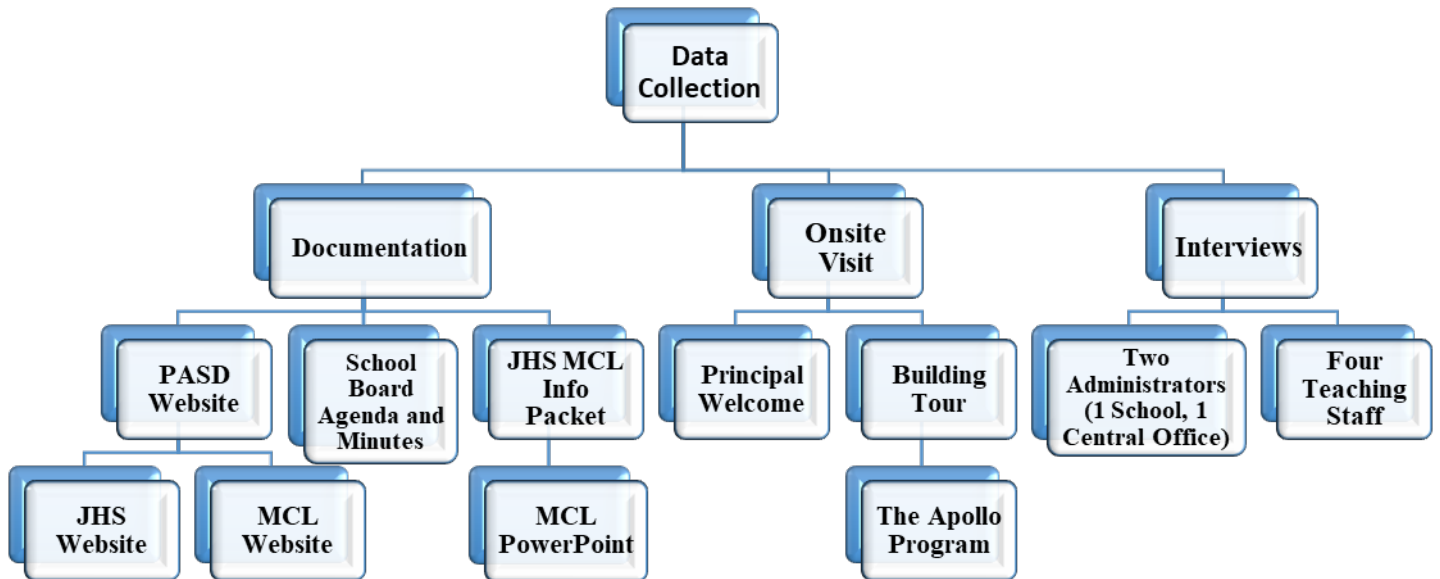 Data
Collection
Documentation
Onsite
Visit
Interviews
PASD
Website
School
Board
Agenda and
Minutes
JHS MCL
Info
Packet
Principal
Welcome
Building
Tour
Two
Administrators
(1 School, 1
Central Office)
Four
Teaching
Staff
JHS
Website
MCL
Website
MCL
PowerPoint
The Apollo
Program